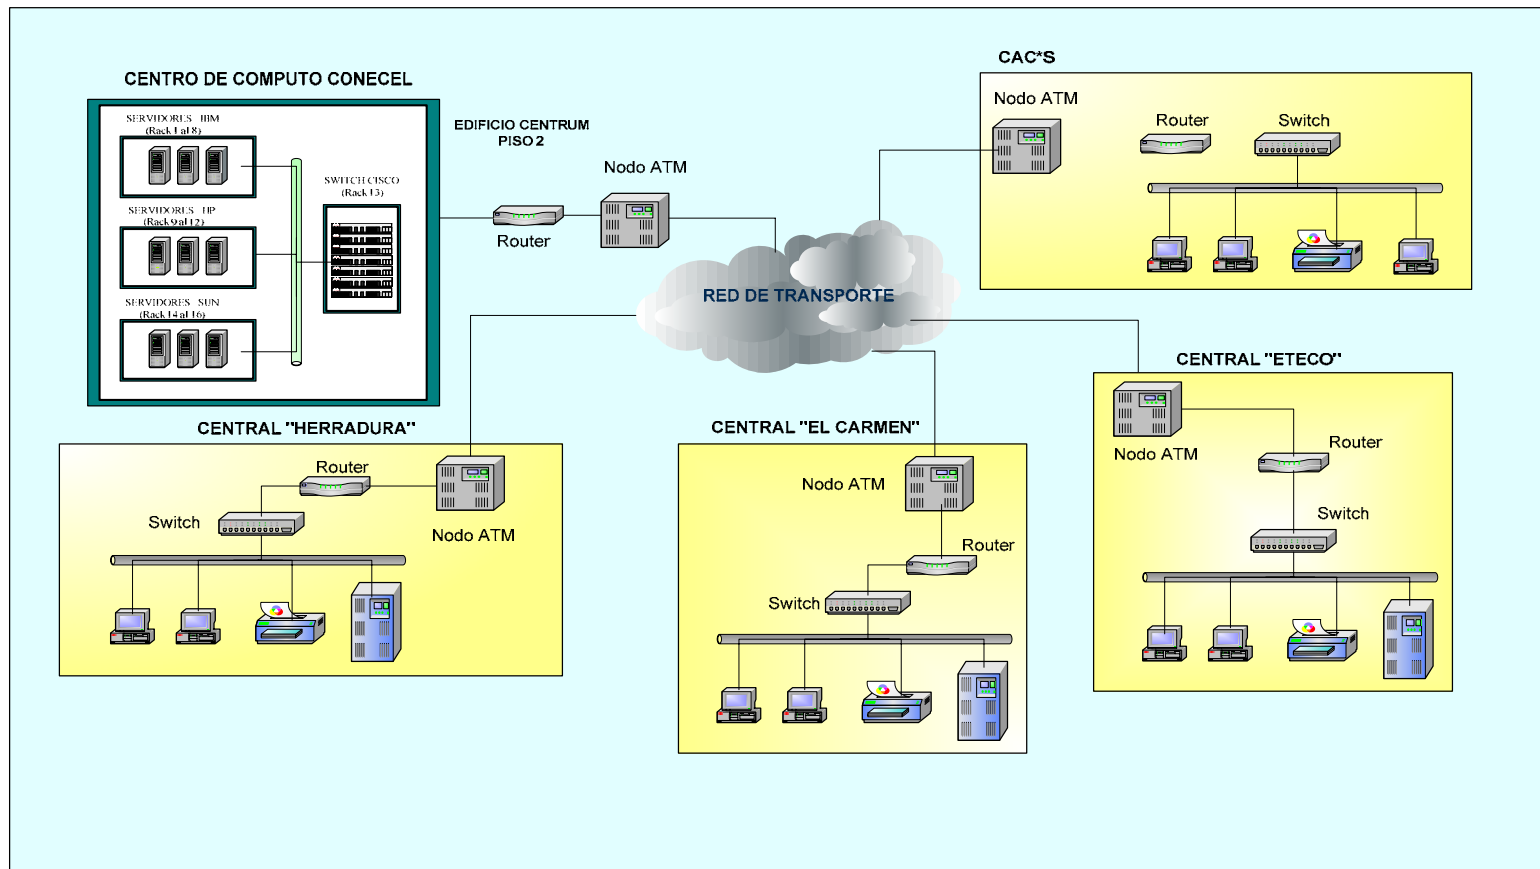 CENTRO DE COMPUTO CONECEL
SERVIDORES IBM
(Rack 1 al 8)
SERVIDORES HP
(Rack 9 al 12)
SERVIDORES SUN
(Rack 14 al 16)
SWITCH CISCO
(Rack 13)
EDIFICIO CENTRUM
PISO 2
Router
Nodo ATM
RED DE TRANSPORTE
CAC*S
Nodo ATM
Router
Switch
CENTRAL "HERRADURA"
Router
Switch
Nodo ATM
CENTRAL "EL CARMEN"
Nodo ATM
Router
Switch
CENTRAL "ETECO"
Nodo ATM
Router
Switch